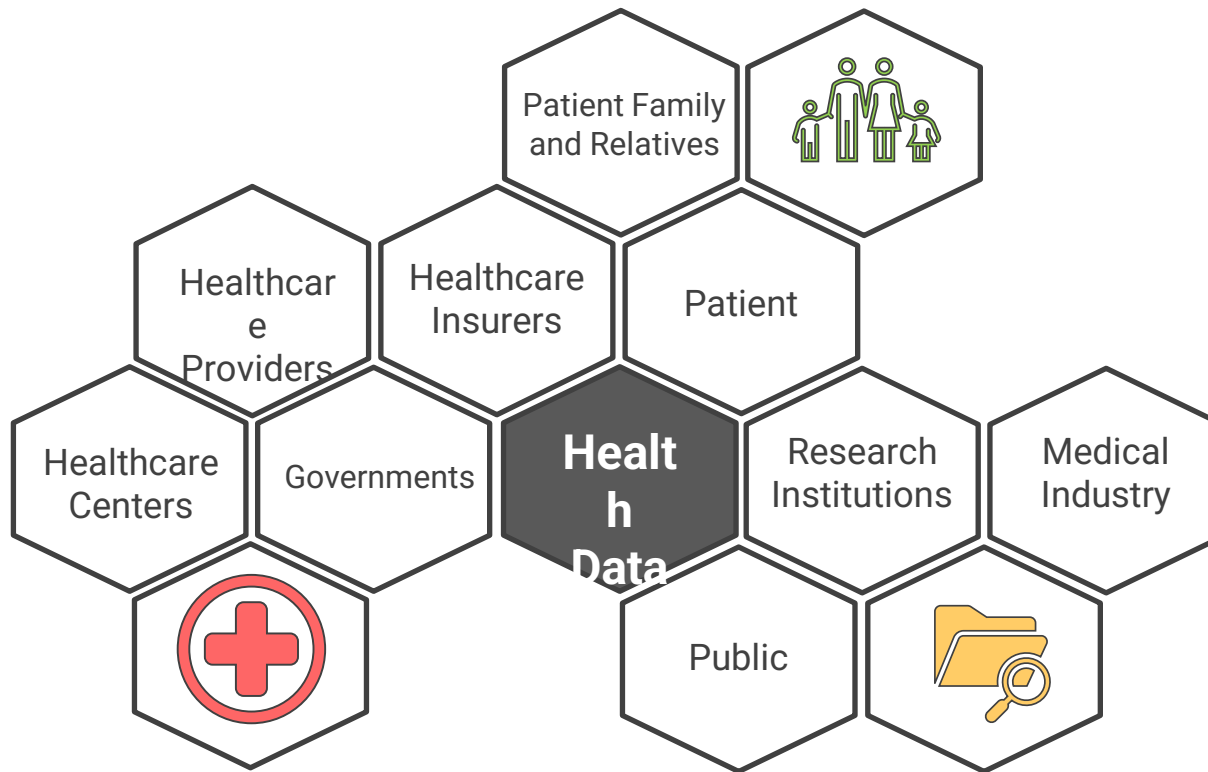 Patient Family
and Relatives
Healthcar
e
Providers
Healthcare
Insurers
Patient
Healthcare
Centers
Governments
Healt
h
Data
Research
Institutions
Medical
Industry
Public